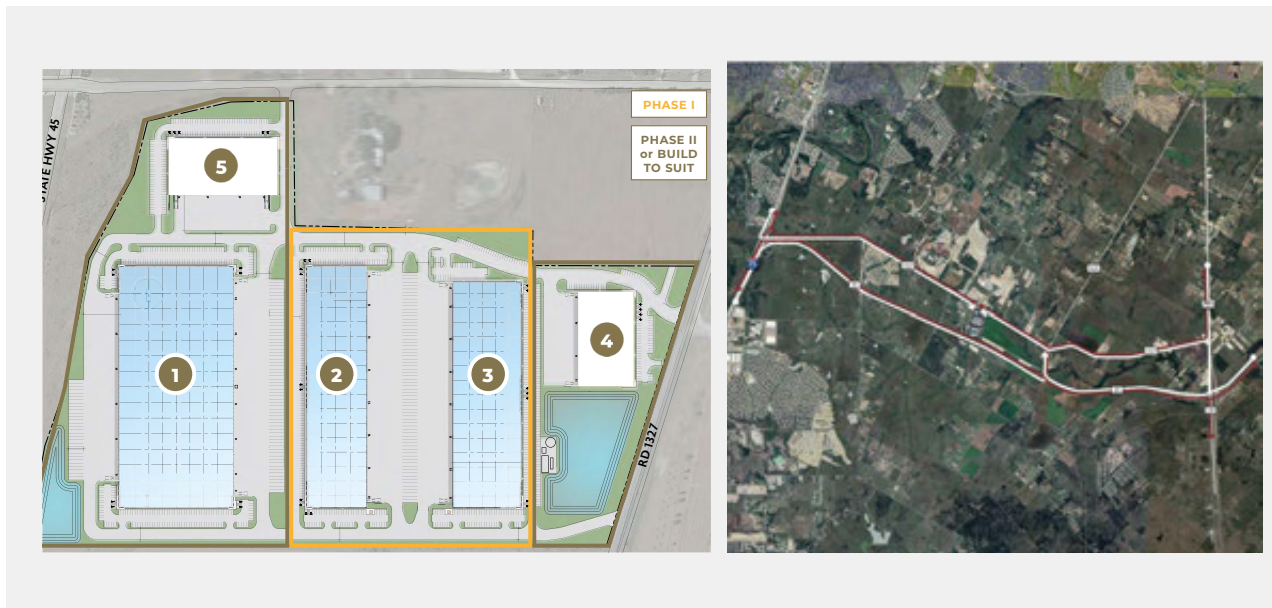 STATE HWY 45
PHASE I
PHASE II
or BUILD
TO SUIT
5
1
2
3
4
RD 1327